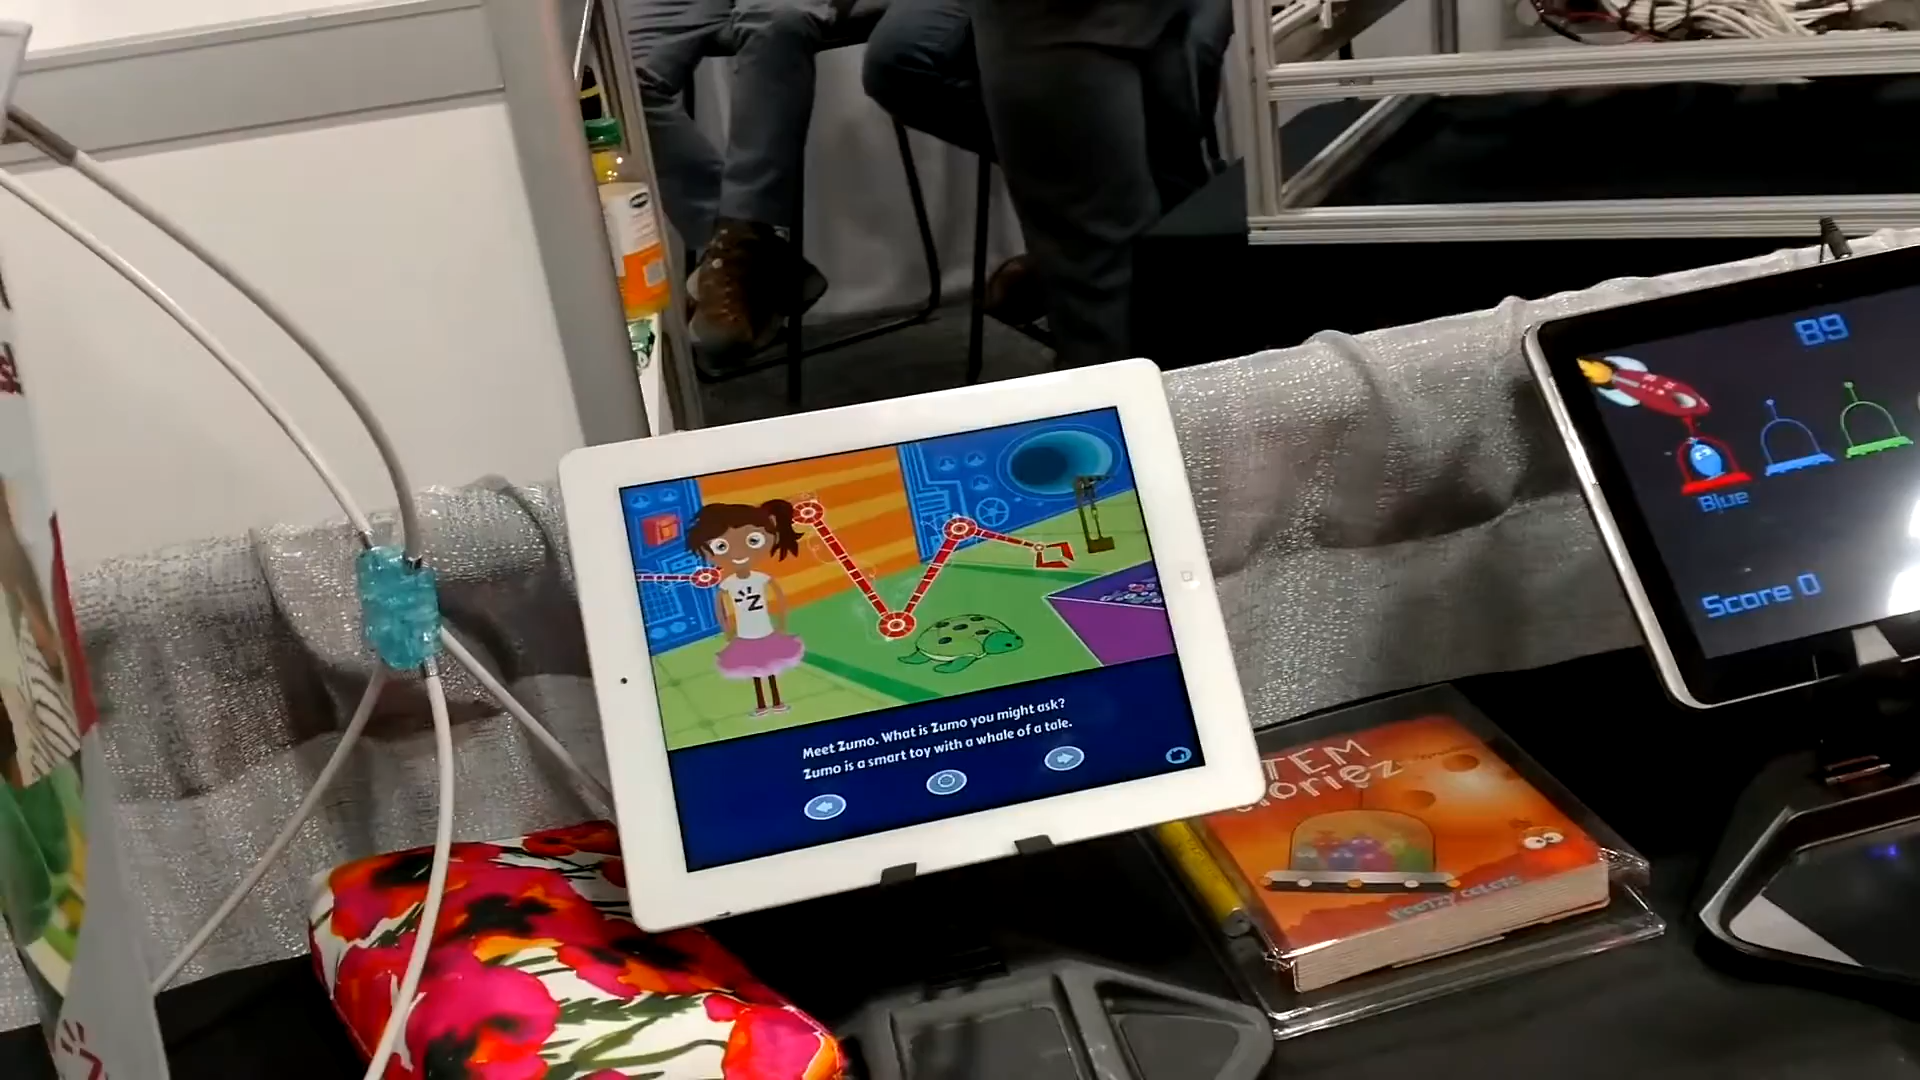 89
Blue
Score 0
Z
Meet Zumo. What is Zumo you might ask?
Zumo is a smart toy with a whale of a tale.
STEM
Storiez
Z